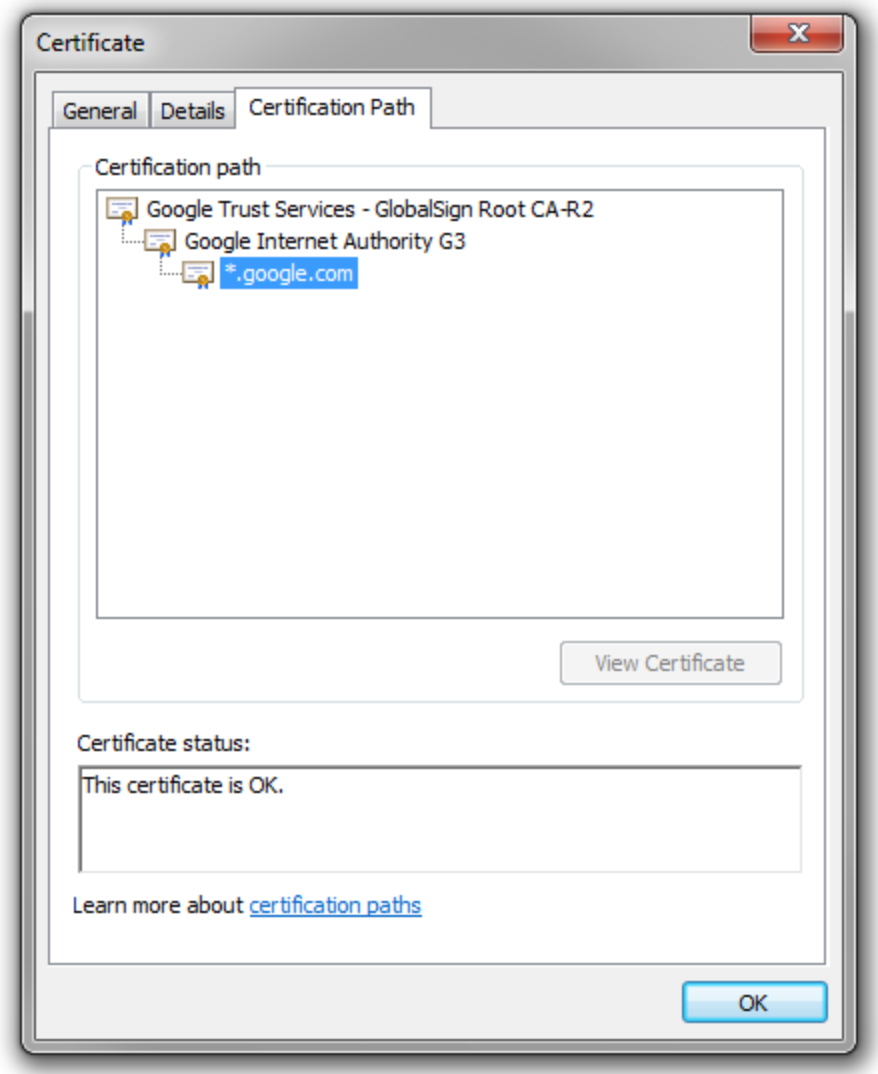 Certificate
General Details Certification Path
Certification path
Google Trust Services - GlobalSign Root CA-R2
Google Internet Authority G3
*.google.com
View Certificate
Certificate status:
This certificate is OK.
Learn more about certification paths
OK